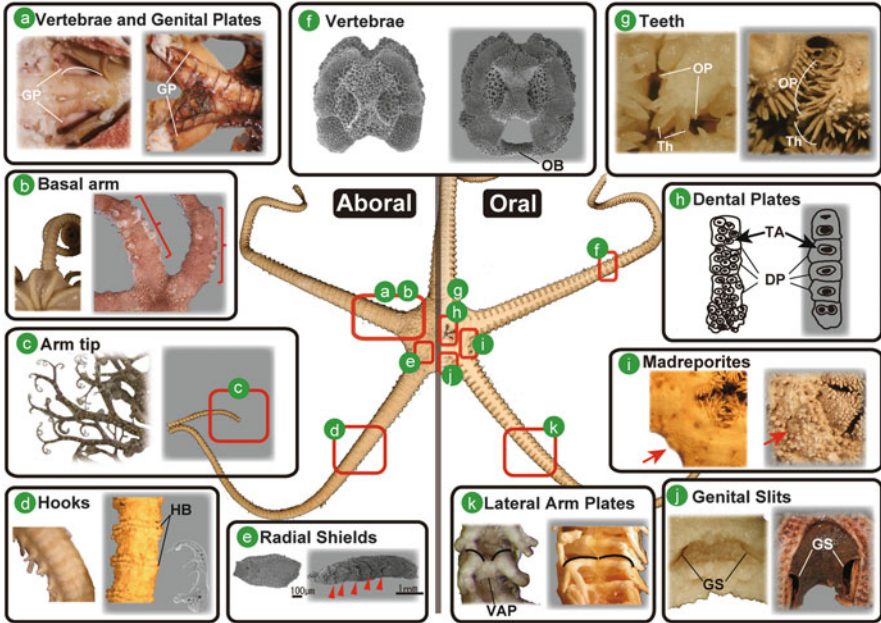 a Vertebrae and Genital Plates
GP
GP
f Vertebrae
OB
g Teeth
OP
Th
OP
Th
b Basal arm
Aboral
Oral
h Dental Plates
TA
DP
f
a b
g
h
i
e
j
c Arm tip
c
d
k
i Madreporites
d Hooks
HB
e Radial Shields
100µm
1mm
k Lateral Arm Plates
VAP
j Genital Slits
GS
GS